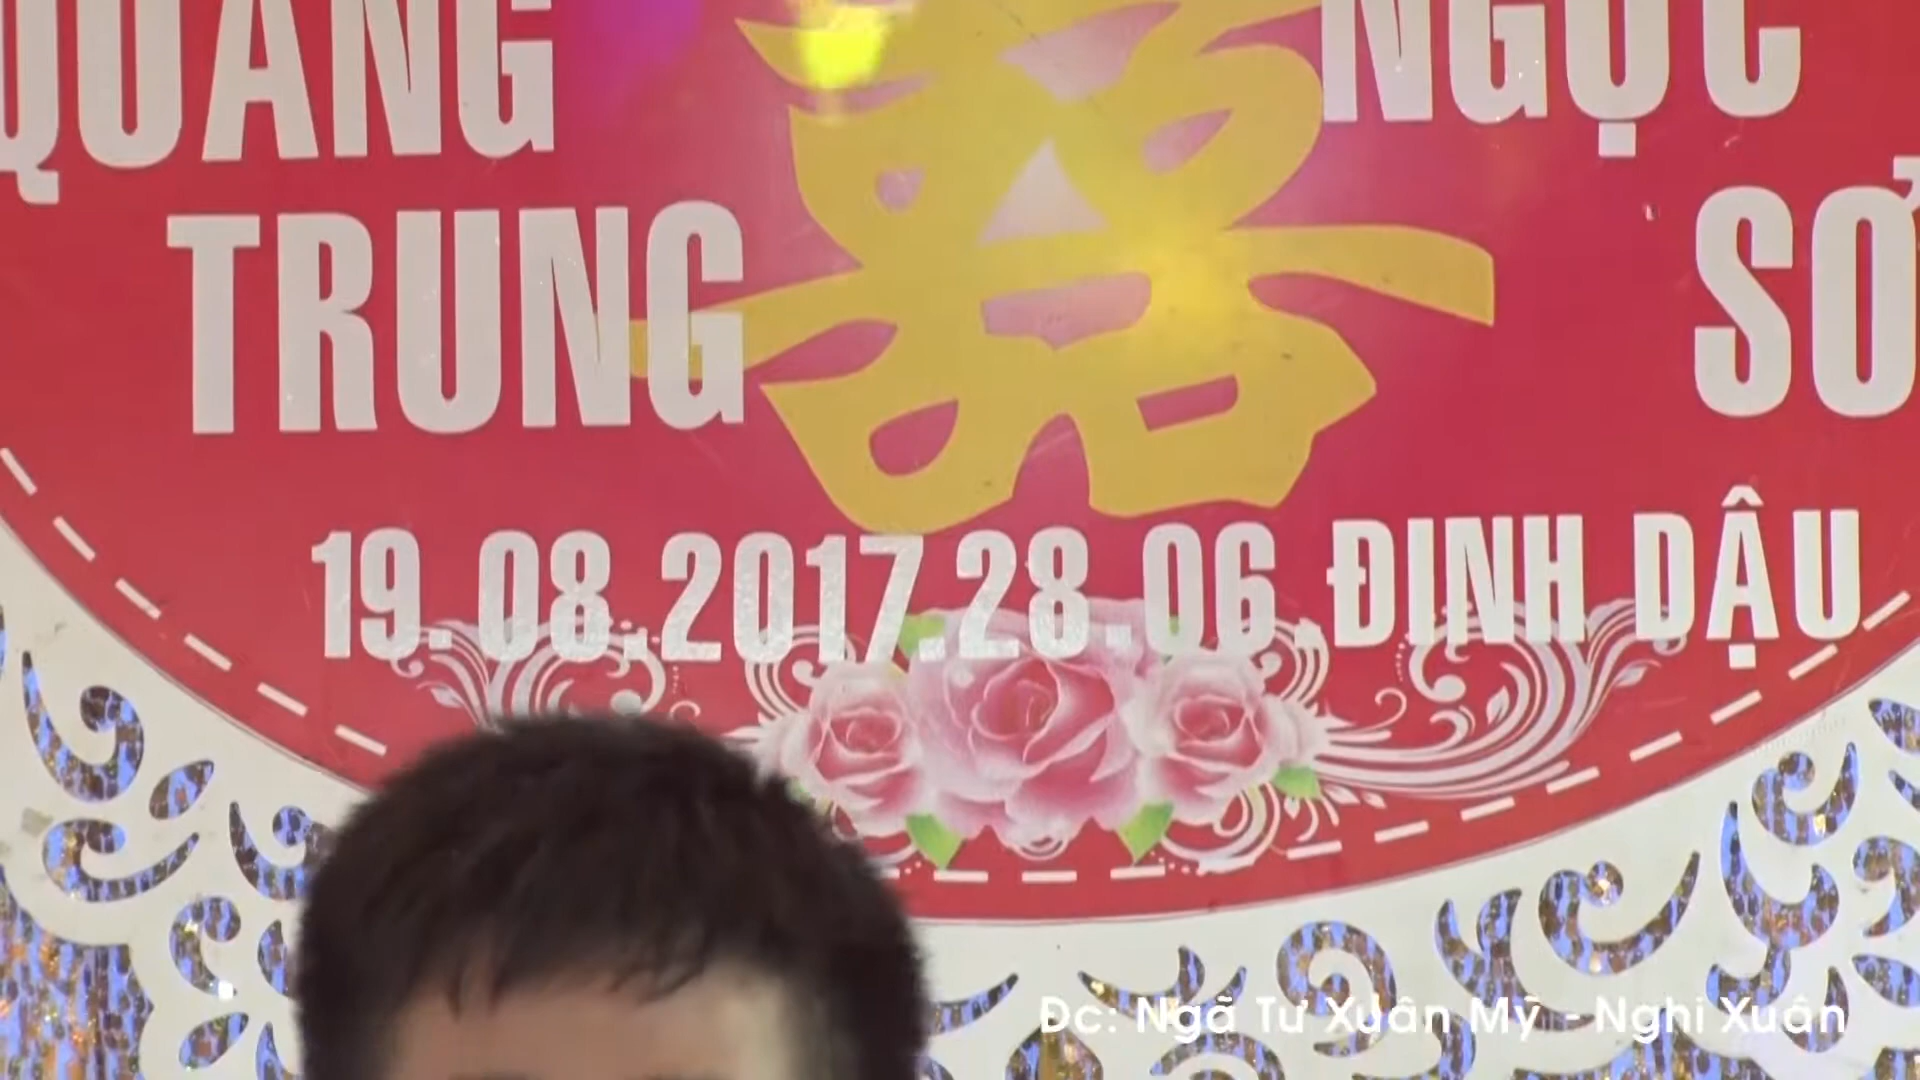 QUANG
TRUNG
NGỌC
SƠ
19.08.2017.28.06.ĐINH DẬU
Đc: Ngã Tư Xuân Mỹ - Nghi Xuân